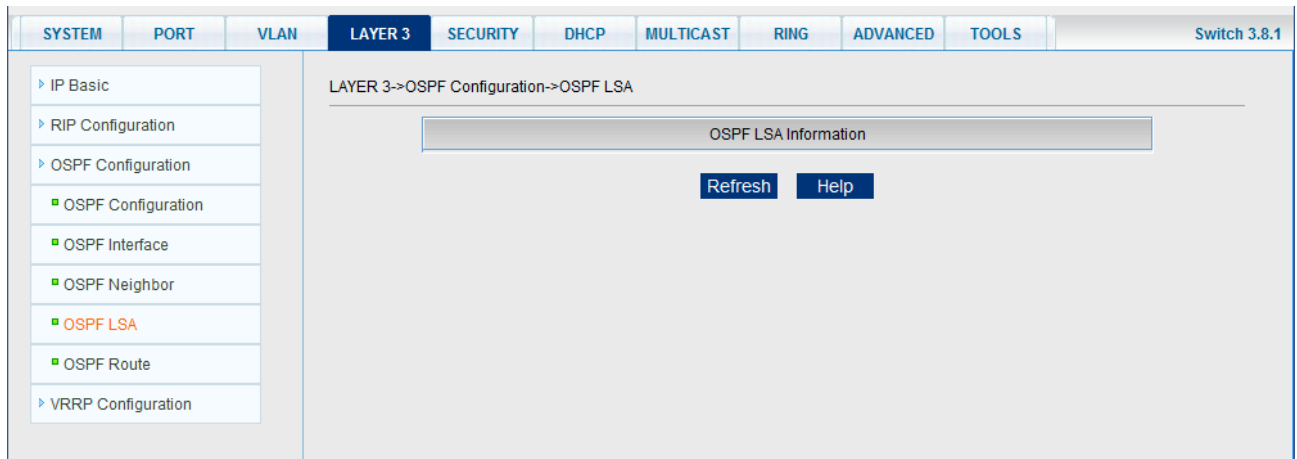 SYSTEM PORT VLAN LAYER 3 SECURITY DHCP MULTICAST RING ADVANCED TOOLS Switch 3.8.1
IP Basic
RIP Configuration
OSPF Configuration
OSPF Configuration
OSPF Interface
OSPF Neighbor
OSPF LSA
OSPF Route
VRRP Configuration
LAYER 3->OSPF Configuration->OSPF LSA
OSPF LSA Information
Refresh Help